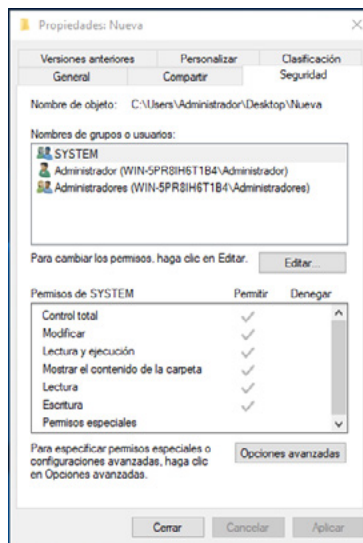 Propiedades: Nueva
Versiones anteriores Personalizar Clasificación
General Compartir Seguridad
Nombre de objeto: C:\Users\Administrador\Desktop\Nueva
Nombres de grupos o usuarios:
SYSTEM
Administrador (WIN-5PR8IH6T1B4\Administrador)
Administradores (WIN-5PR8IH6T1B4\Administradores)
Para cambiar los permisos, haga clic en Editar. Editar...
Permisos de SYSTEM Permitir Denegar
Control total
Modificar
Lectura y ejecución
Mostrar el contenido de la carpeta
Lectura
Escritura
Permisos especiales
Para especificar permisos especiales o
configuraciones avanzadas, haga clic
en Opciones avanzadas.
Opciones avanzadas
Cerrar Cancelar Aplicar